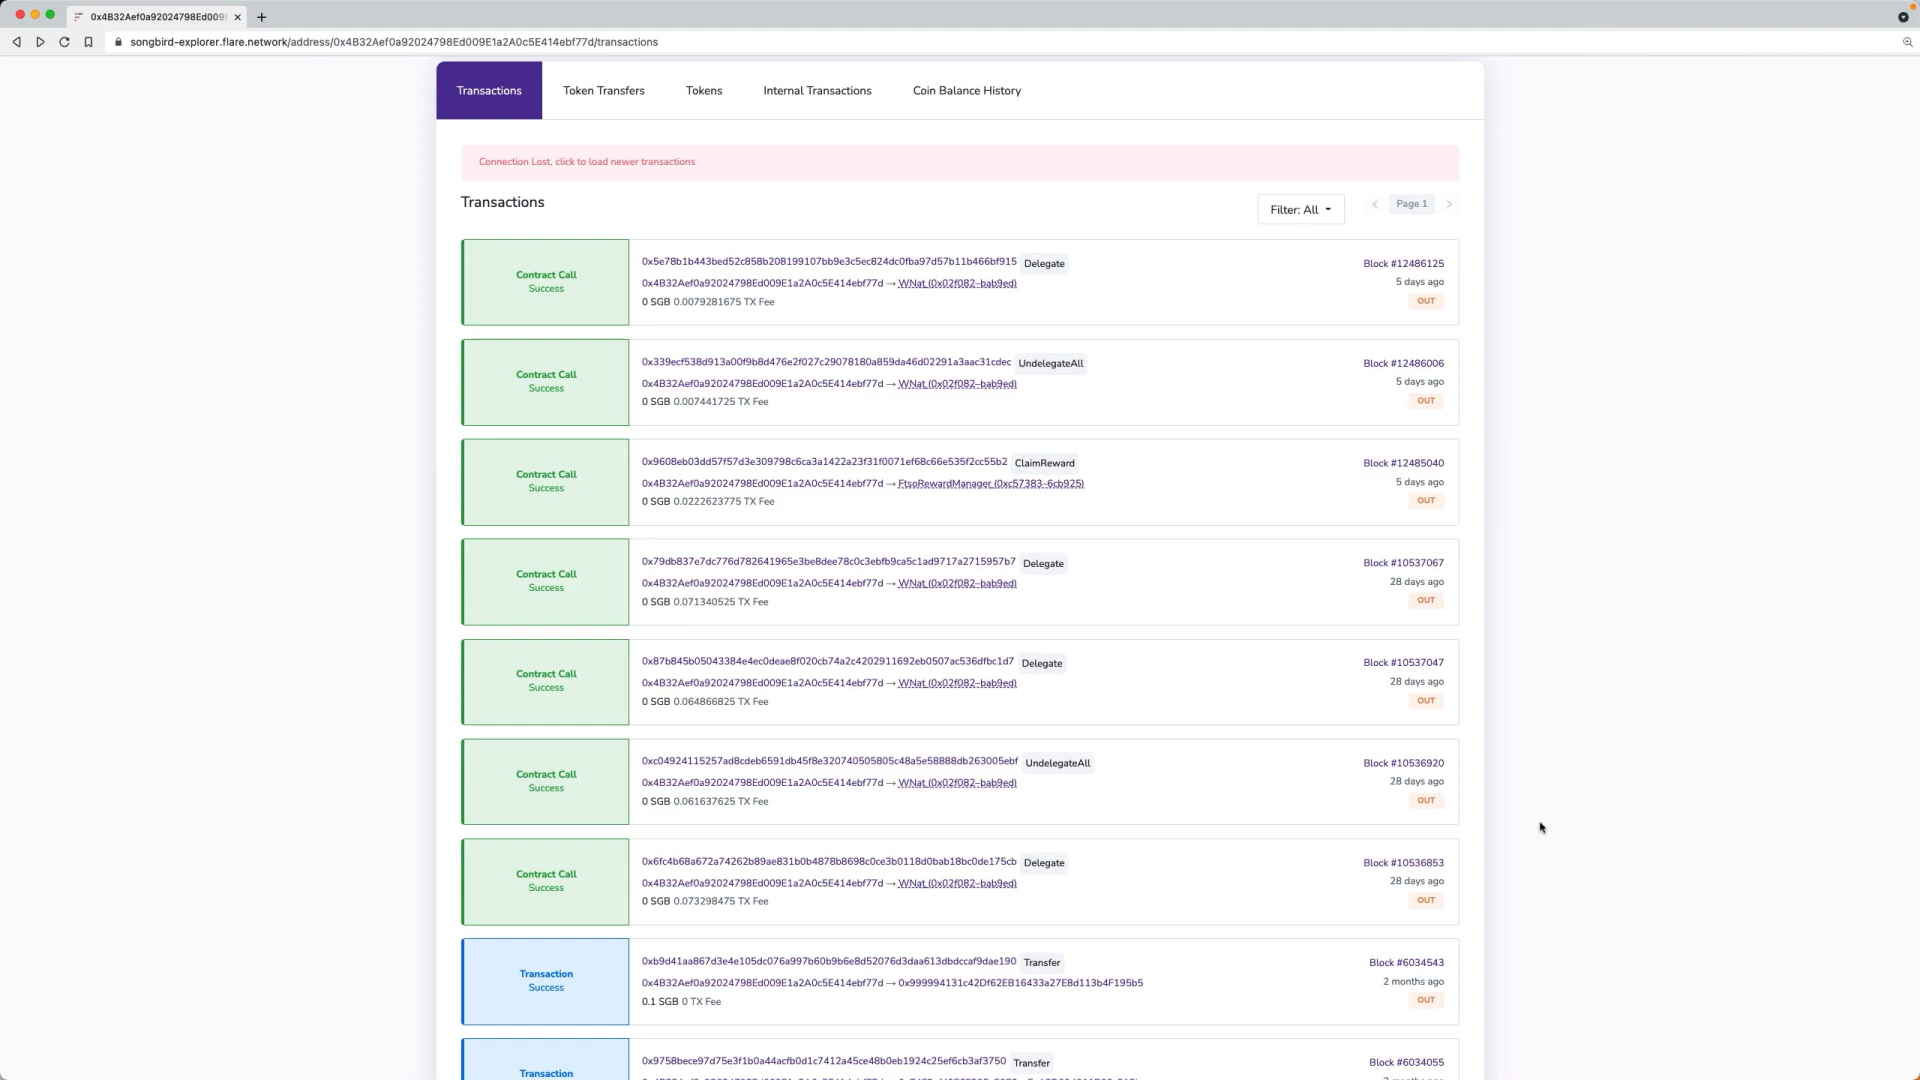 0x4B32Aef0a92024798Ed009
songbird-explorer.flare.network/address/0x4B32Aef0a92024798Ed009E1a2A0c5E414ebf77d/transactions
Transactions Token Transfers Tokens Internal Transactions Coin Balance History
Connection Lost, click to load newer transactions
Transactions
Filter: All
Page 1
Contract Call
Success
0x5e78b1b443bed52c858b208199107bb9e3c5ec824dc0fba97d57b11b466bf915 Delegate
0x4B32Aef0a92024798Ed009E1a2A0c5E414ebf77d → WNat (0x02f082–bab9ed)
0 SGB 0.0079281675 TX Fee
Block #12486125
5 days ago
OUT
Contract Call
Success
0x339ecf538d913a00f9b8d476e2f027c29078180a859da46d02291a3aac31cdec UndelegateAll
0x4B32Aef0a92024798Ed009E1a2A0c5E414ebf77d → WNat (0x02f082–bab9ed)
0 SGB 0.007441725 TX Fee
Block #12486006
5 days ago
OUT
Contract Call
Success
0x9608eb03dd57f57d3e309798c6ca3a1422a23f31f0071ef68c66e535f2cc55b2 ClaimReward
0x4B32Aef0a92024798Ed009E1a2A0c5E414ebf77d → FtsoRewardManager (0xc57383–6cb925)
0 SGB 0.0222623775 TX Fee
Block #12485040
5 days ago
OUT
Contract Call
Success
0x79db837e7dc776d782641965e3be8dee78c0c3ebfb9ca5c1ad9717a2715957b7 Delegate
0x4B32Aef0a92024798Ed009E1a2A0c5E414ebf77d → WNat (0x02f082–bab9ed)
0 SGB 0.071340525 TX Fee
Block #10537067
28 days ago
OUT
Contract Call
Success
0x87b845b05043384e4ec0deae8f020cb74a2c4202911692eb0507ac536dfbc1d7 Delegate
0x4B32Aef0a92024798Ed009E1a2A0c5E414ebf77d → WNat (0x02f082–bab9ed)
0 SGB 0.064866825 TX Fee
Block #10537047
28 days ago
OUT
Contract Call
Success
0xc04924115257ad8cdeb6591db45f8e320740505805c48a5e58888db263005ebf UndelegateAll
0x4B32Aef0a92024798Ed009E1a2A0c5E414ebf77d → WNat (0x02f082–bab9ed)
0 SGB 0.061637625 TX Fee
Block #10536920
28 days ago
OUT
Contract Call
Success
0x6fc4b68a672a74262b89ae831b0b4878b8698c0ce3b0118d0bab18bc0de175cb Delegate
0x4B32Aef0a92024798Ed009E1a2A0c5E414ebf77d → WNat (0x02f082–bab9ed)
0 SGB 0.073298475 TX Fee
Block #10536853
28 days ago
OUT
Transaction
Success
0xb9d41aa867d3e4e105dc076a997b60b9b6e8d52076d3daa613dbdccaf9dae190 Transfer
0x4B32Aef0a92024798Ed009E1a2A0c5E414ebf77d → 0x999994131c42Df62EB16433a27E8d113b4F195b5
0.1 SGB 0 TX Fee
Block #6034543
2 months ago
OUT
Transaction
0x9758bece97d75e3f1b0a44acfb0d1c7412a45ce48b0eb1924c25ef6cb3af3750 Transfer
Block #6034055